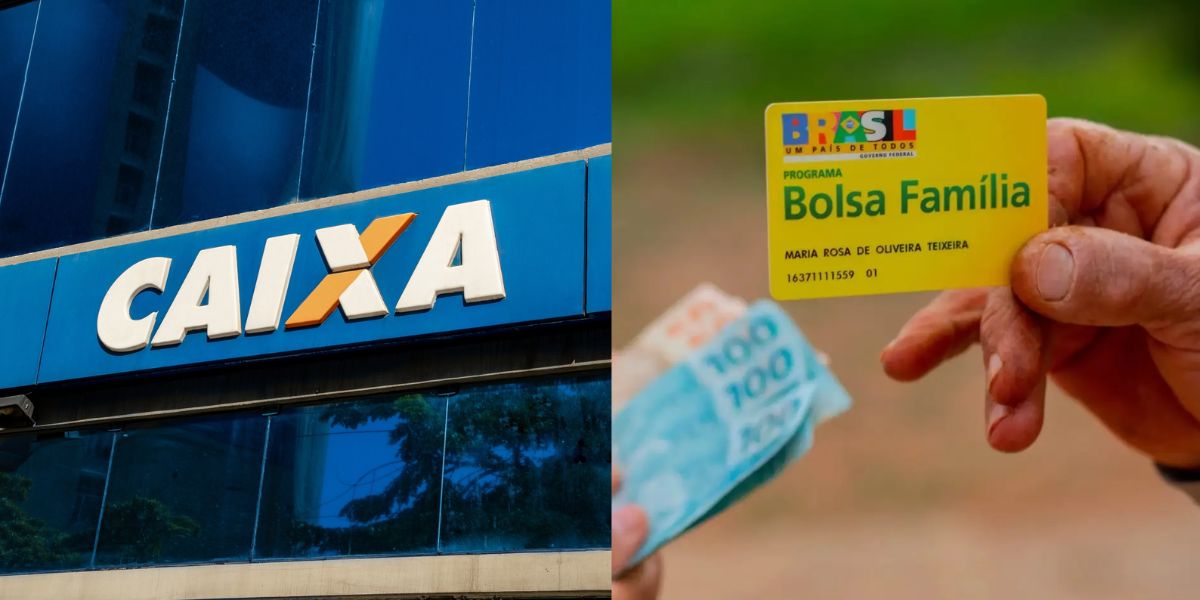 CAIXA
BRASIL
UM PAÍS DE TODOS
GOVERNO FEDERAL
PROGRAMA
Bolsa Família
MARIA ROSA DE OLIVEIRA TEIXEIRA
16371111559 01
100
100
100